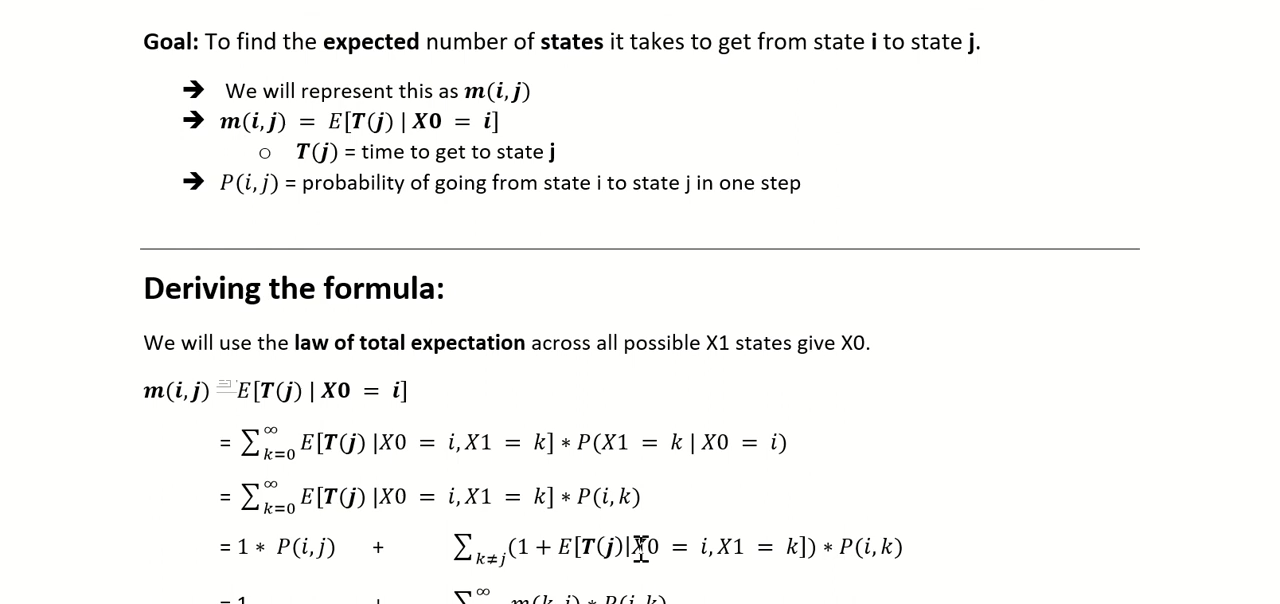 Goal: To find the expected number of states it takes to get from state i to state j.
➔ We will represent this as m(i,j)
➔ m(i,j) = E[T(j) | X0 = i]
○ T(j) = time to get to state j
➔ P(i,j) = probability of going from state i to state j in one step
Deriving the formula:
We will use the law of total expectation across all possible X1 states give X0.
m(i,j) = E[T(j) | X0 = i]
= ∑_{k=0}^{∞} E[T(j) |X0 = i, X1 = k] * P(X1 = k | X0 = i)
= ∑_{k=0}^{∞} E[T(j) |X0 = i, X1 = k] * P(i,k)
= 1 * P(i,j) + ∑_{k≠j} (1 + E[T(j)|X0 = i, X1 = k]) * P(i,k)
= 1 + ∑^{∞} m(k,j) * P(i,k)